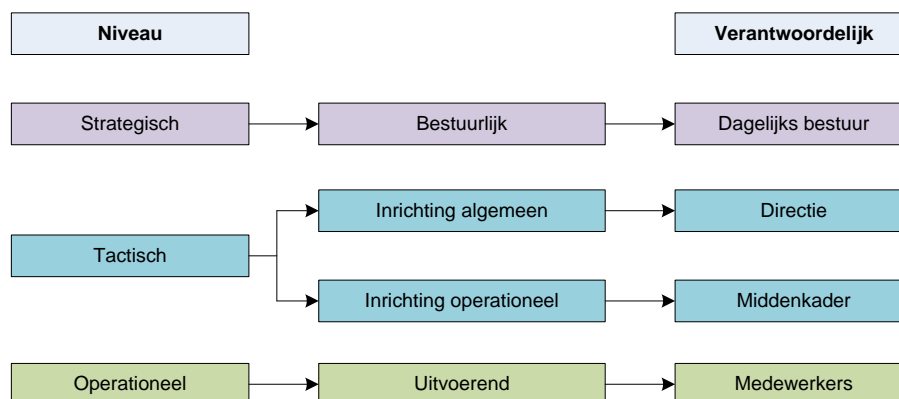 Niveau
Verantwoordelijk
Strategisch
Bestuurlijk
Dagelijks bestuur
Tactisch
Inrichting algemeen
Directie
Inrichting operationeel
Middenkader
Operationeel
Uitvoerend
Medewerkers